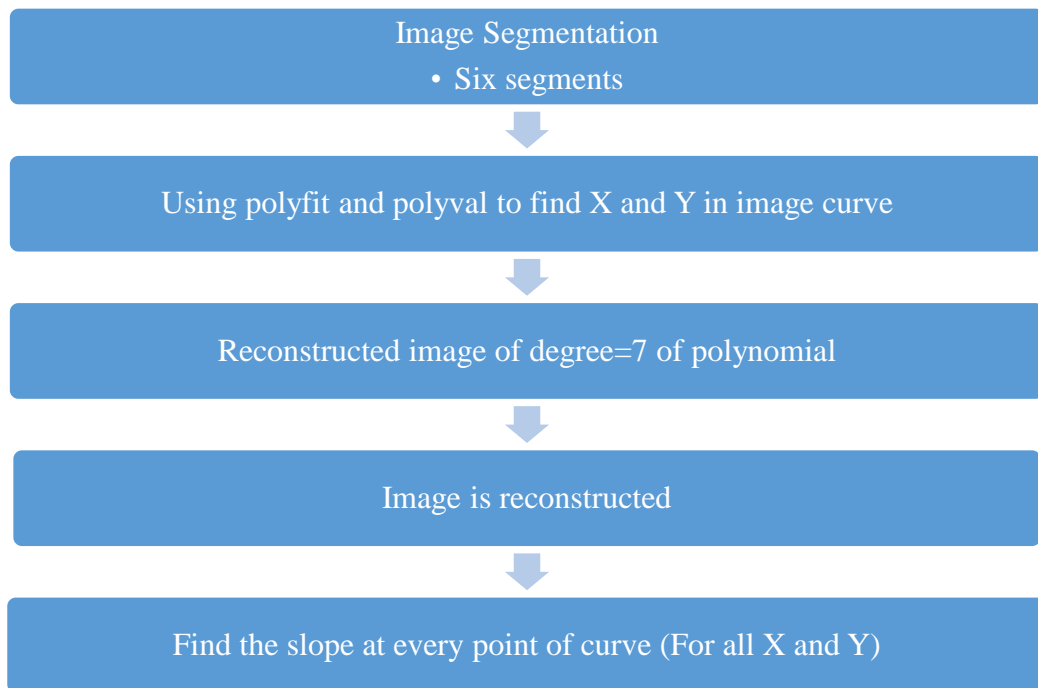 Image Segmentation
• Six segments
Using polyfit and polyval to find X and Y in image curve
Reconstructed image of degree=7 of polynomial
Image is reconstructed
Find the slope at every point of curve (For all X and Y)